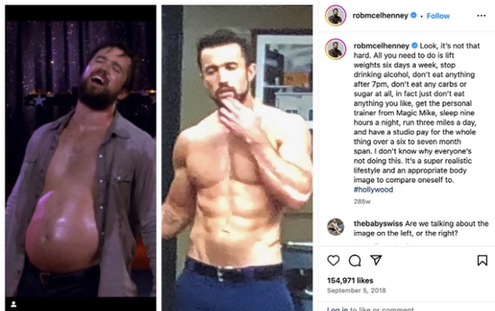 robmcelhenney • Follow
robmcelhenney Look, it's not that
hard. All you need to do is lift
weights six days a week, stop
drinking alcohol, don't eat anything
after 7pm, don't eat any carbs or
sugar at all, in fact just don't eat
anything you like, get the personal
trainer from Magic Mike, sleep nine
hours a night, run three miles a day,
and have a studio pay for the whole
thing over a six to seven month
span. I don't know why everyone's
not doing this. It's a super realistic
lifestyle and an appropriate body
image to compare oneself to.
#hollywood
286w
thebabyswiss Are we talking about the
image on the left, or the right?
154,971 likes
September 5, 2018
Log in to like or comment.